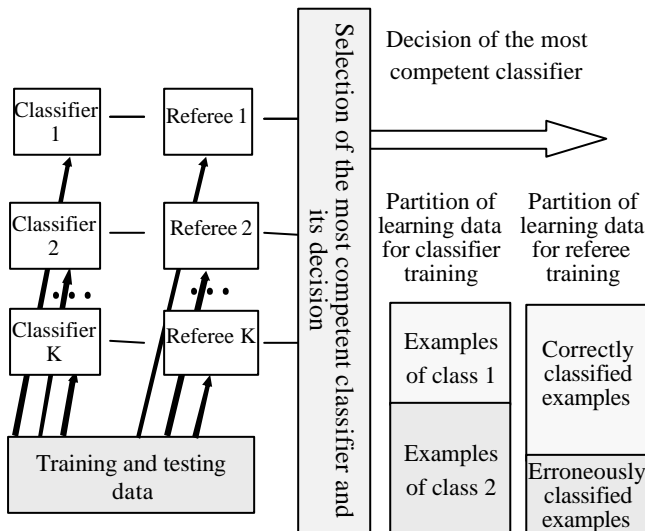 Decision of the most
competent classifier
Classifier
1
Referee 1
Classifier
2
Referee 2
Classifier
K
Referee K
Training and testing
data
Selection of the most competent classifier and
its decision
Partition of
learning data
for classifier
training
Partition of
learning data
for referee
training
Examples
of class 1
Examples
of class 2
Correctly
classified
examples
Erroneously
classified
examples